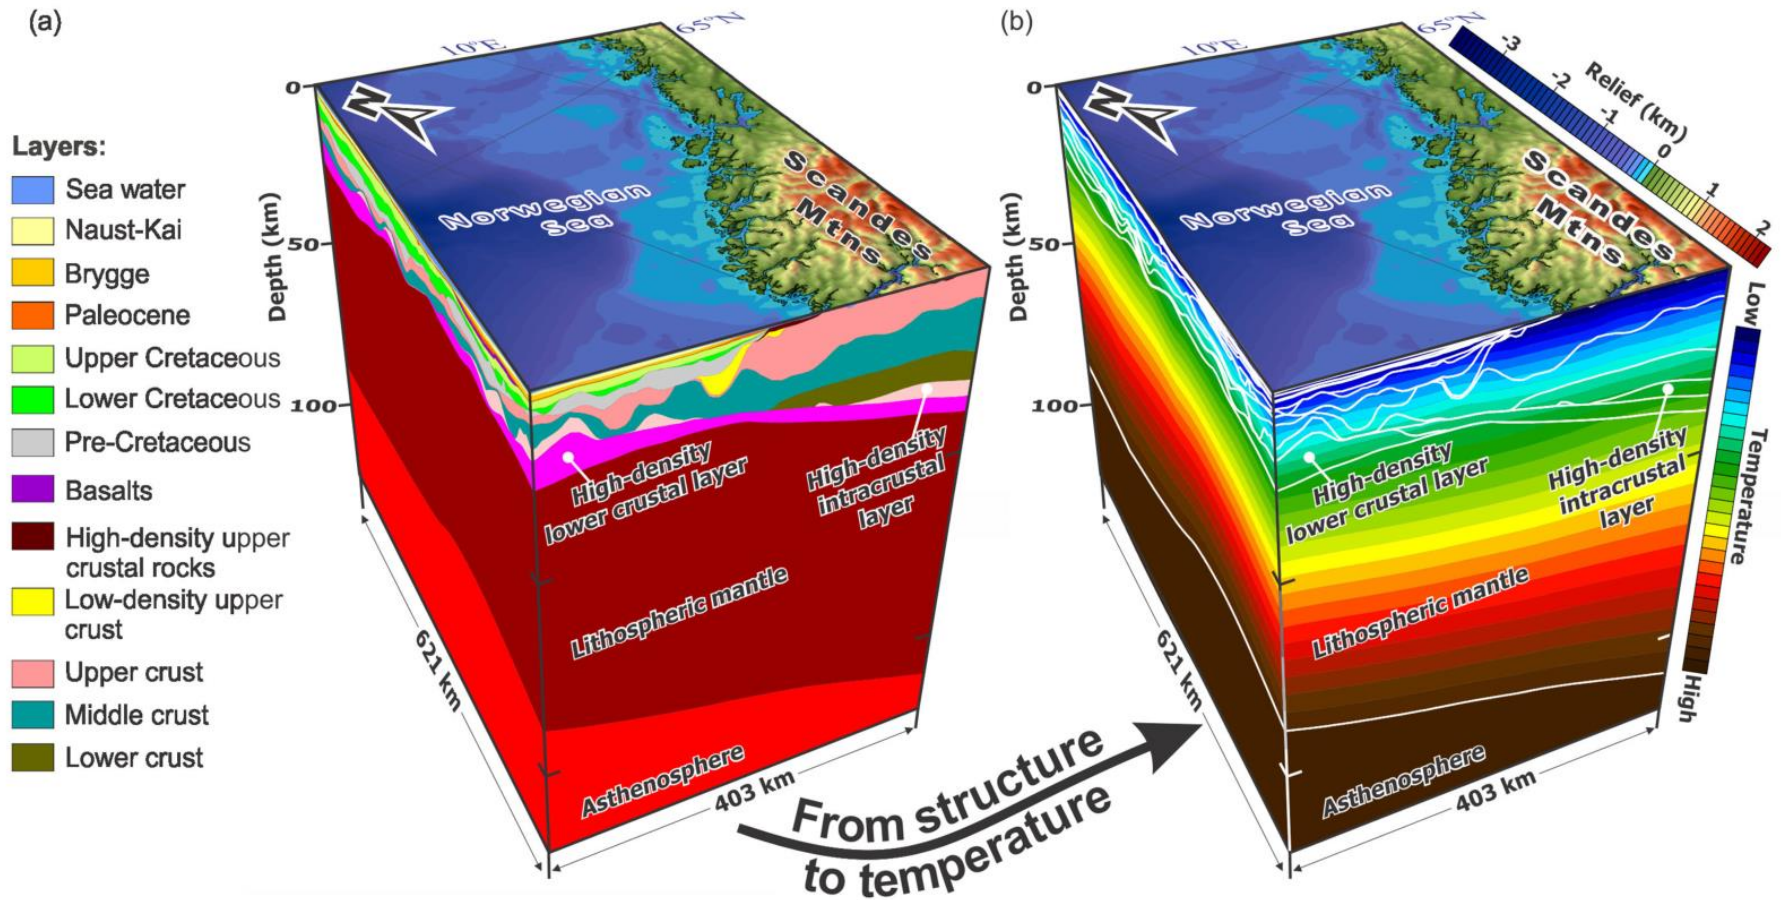 (a)
10°E
65°N
0
N
50
100
Depth (km)
Norwegian
Sea
Scandes
Mtns
Layers:
Sea water
Naust-Kai
Brygge
Paleocene
Upper Cretaceous
Lower Cretaceous
Pre-Cretaceous
Basalts
High-density upper
crustal rocks
Low-density upper
crust
Upper crust
Middle crust
Lower crust
High-density
lower crustal layer
High-density
intracrustal
layer
Lithospheric mantle
Asthenosphere
621 km
403 km
From structure
to temperature
(b)
10°E
65°N
0
N
50
100
Depth (km)
Norwegian
Sea
Scandes
Mtns
-3
-2
-1
0
1
2
Relief (km)
Low
Temperature
High
High-density
lower crustal layer
High-density
intracrustal
layer
Lithospheric mantle
Asthenosphere
621 km
403 km